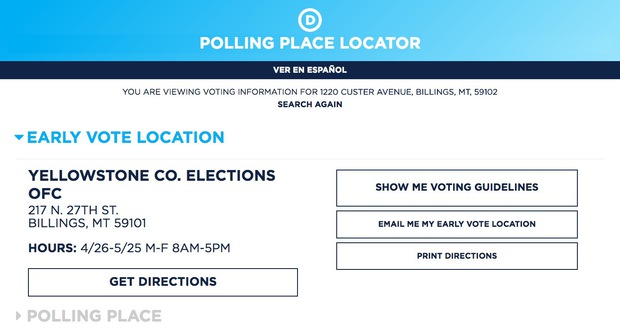 D
POLLING PLACE LOCATOR
VER EN ESPAÑOL
YOU ARE VIEWING VOTING INFORMATION FOR 1220 CUSTER AVENUE, BILLINGS, MT, 59102
SEARCH AGAIN
EARLY VOTE LOCATION
YELLOWSTONE CO. ELECTIONS
OFC
217 N. 27TH ST.
BILLINGS, MT 59101
HOURS: 4/26-5/25 M-F 8AM-5PM
GET DIRECTIONS
SHOW ME VOTING GUIDELINES
EMAIL ME MY EARLY VOTE LOCATION
PRINT DIRECTIONS
POLLING PLACE